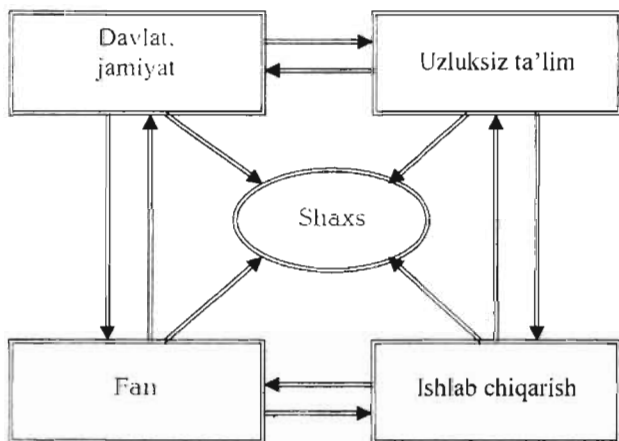 Davlat,
jamiyat
Uzluksiz ta'lim
Shaxs
Fan
Ishlab chiqarish